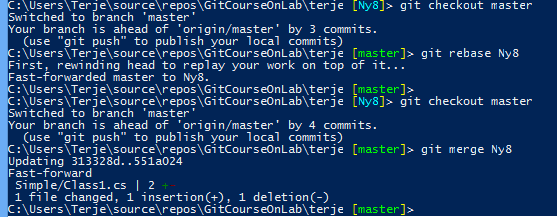 C:\Users\Terje\source\repos\GitCourseOnLab\terje [Ny8]> git checkout master
Switched to branch 'master'
Your branch is ahead of 'origin/master' by 3 commits.
  (use "git push" to publish your local commits)
C:\Users\Terje\source\repos\GitCourseOnLab\terje [master]> git rebase Ny8
First, rewinding head to replay your work on top of it...
Fast-forwarded master to Ny8.
C:\Users\Terje\source\repos\GitCourseOnLab\terje [master]>
C:\Users\Terje\source\repos\GitCourseOnLab\terje [Ny8]> git checkout master
Switched to branch 'master'
Your branch is ahead of 'origin/master' by 4 commits.
  (use "git push" to publish your local commits)
C:\Users\Terje\source\repos\GitCourseOnLab\terje [master]> git merge Ny8
Updating 313328d..551a024
Fast-forward
 Simple/Class1.cs | 2 +
 1 file changed, 1 insertion(+), 1 deletion(-)
C:\Users\Terje\source\repos\GitCourseOnLab\terje [master]>